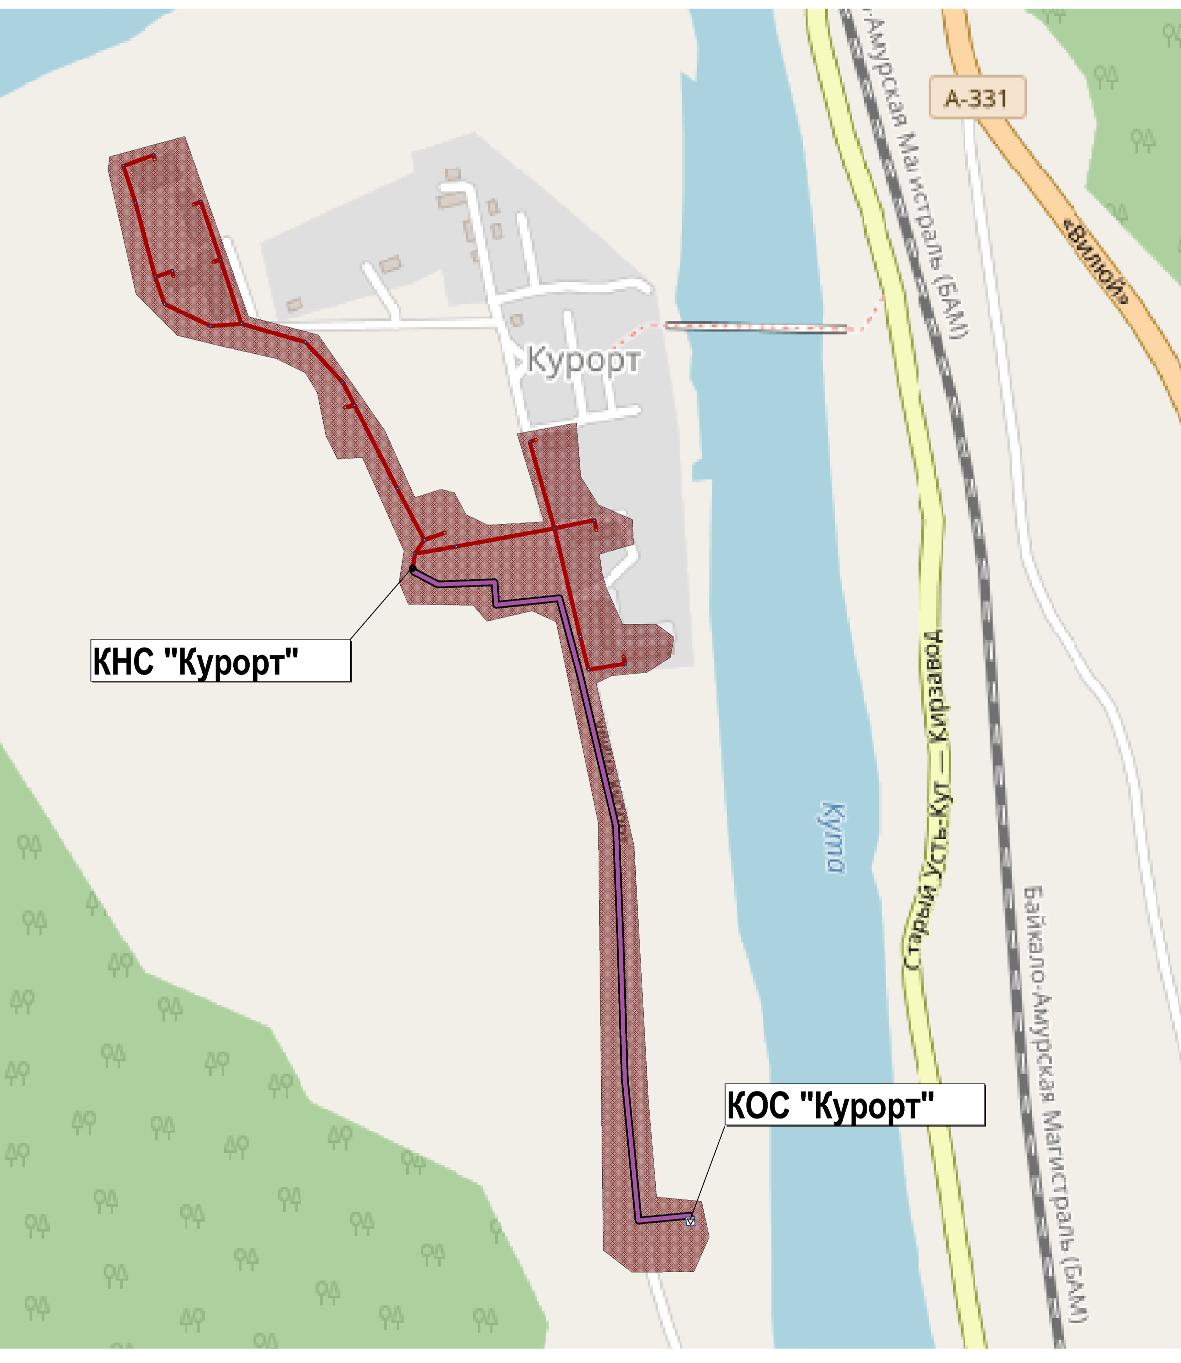 -Амурская Магистраль (БАМ)
А-331
«Вилюй»
Курорт
КНС "Курорт"
Старый Усть-Кут — Кирзавод
Кута
Байкало-Амурская Магистраль (БАМ)
КОС "Курорт"